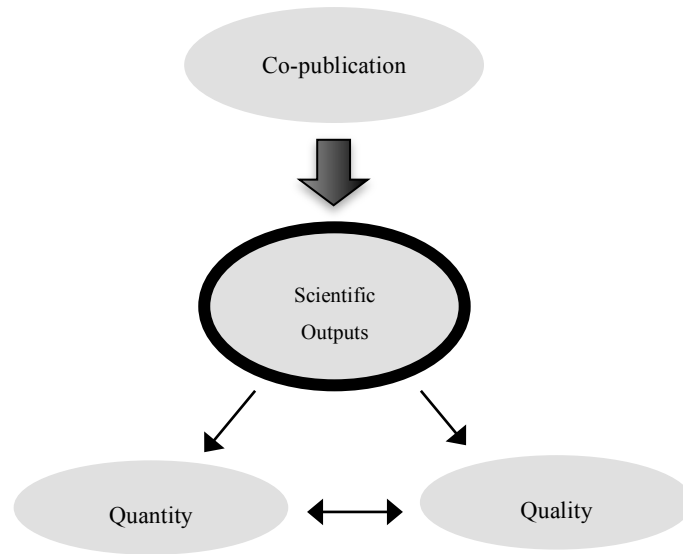 Co-publication
Scientific
Outputs
Quantity
Quality